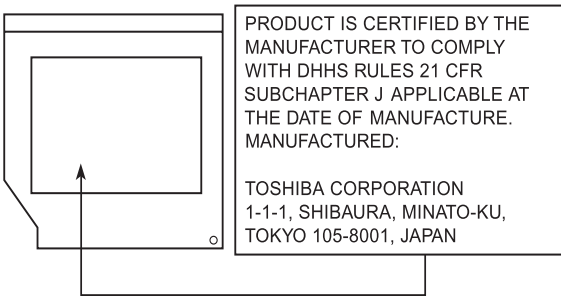 PRODUCT IS CERTIFIED BY THE
MANUFACTURER TO COMPLY
WITH DHHS RULES 21 CFR
SUBCHAPTER J APPLICABLE AT
THE DATE OF MANUFACTURE.
MANUFACTURED:
TOSHIBA CORPORATION
1-1-1, SHIBAURA, MINATO-KU,
TOKYO 105-8001, JAPAN